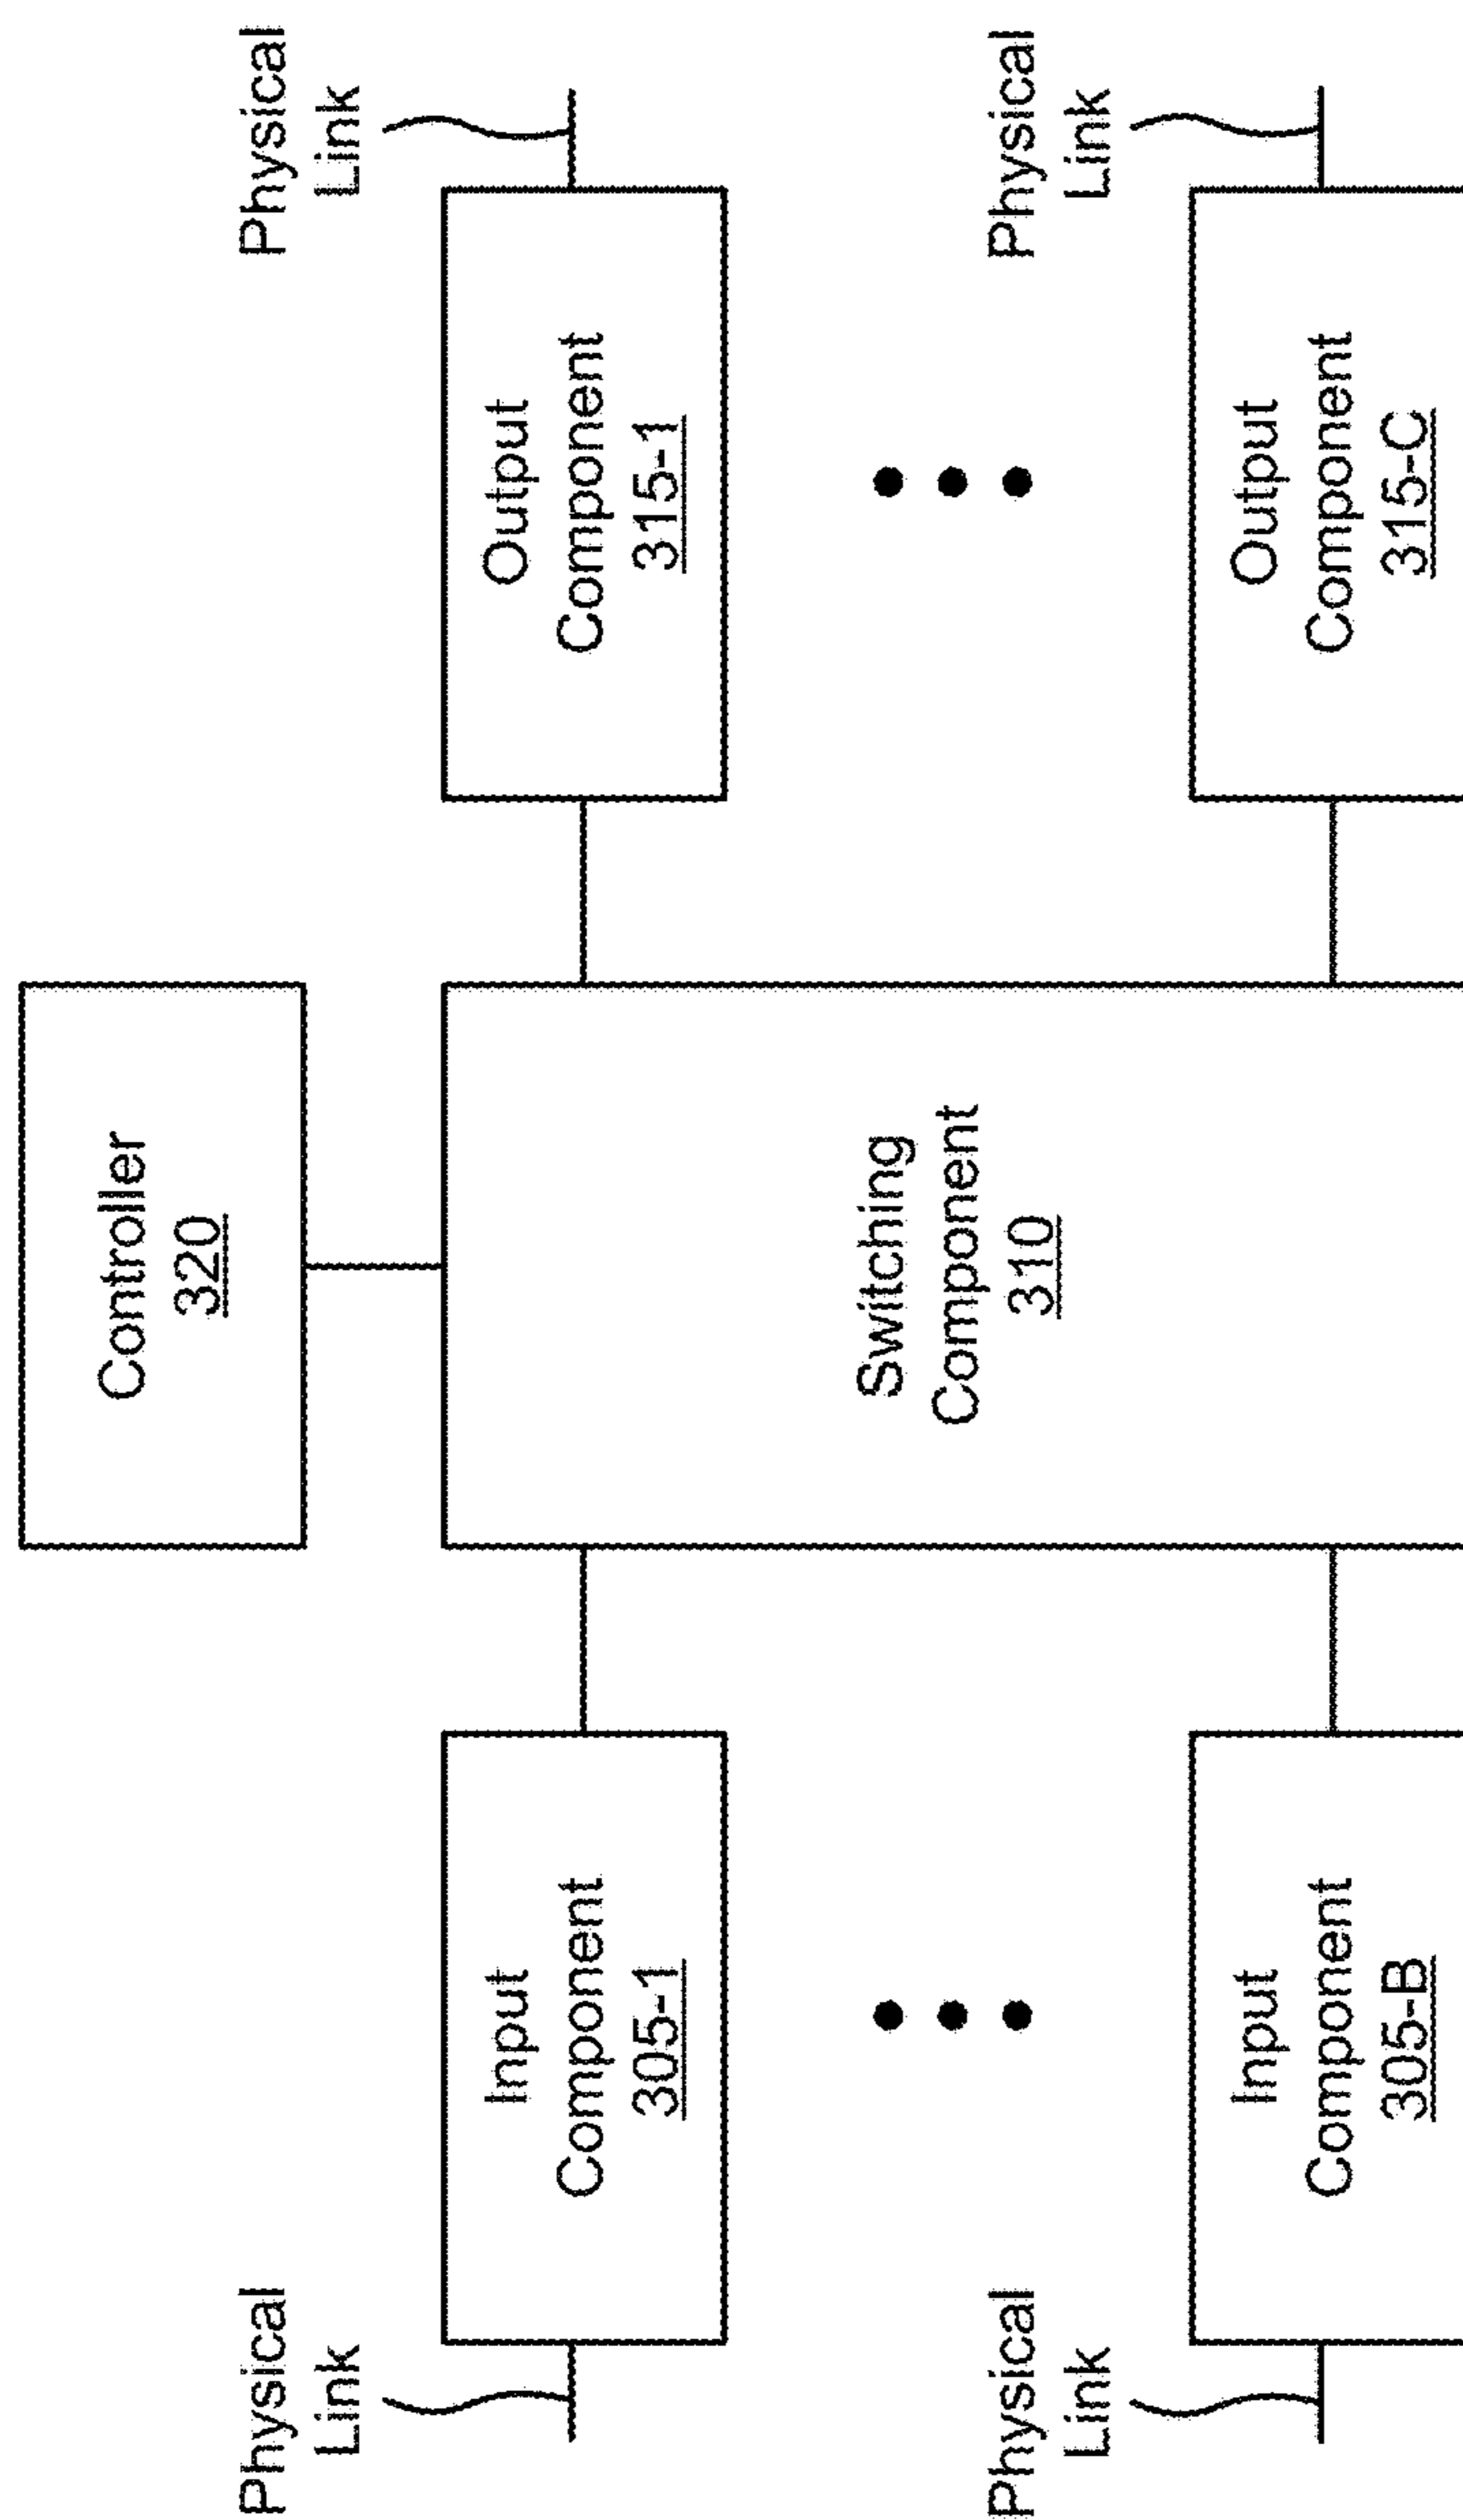 Controller
320
Physical
Link
Physical
Link
Input
Component
305-1
Switching
Component
310
Output
Component
315-1
Physical
Link
Physical
Link
Input
Component
305-B
Output
Component
315-C